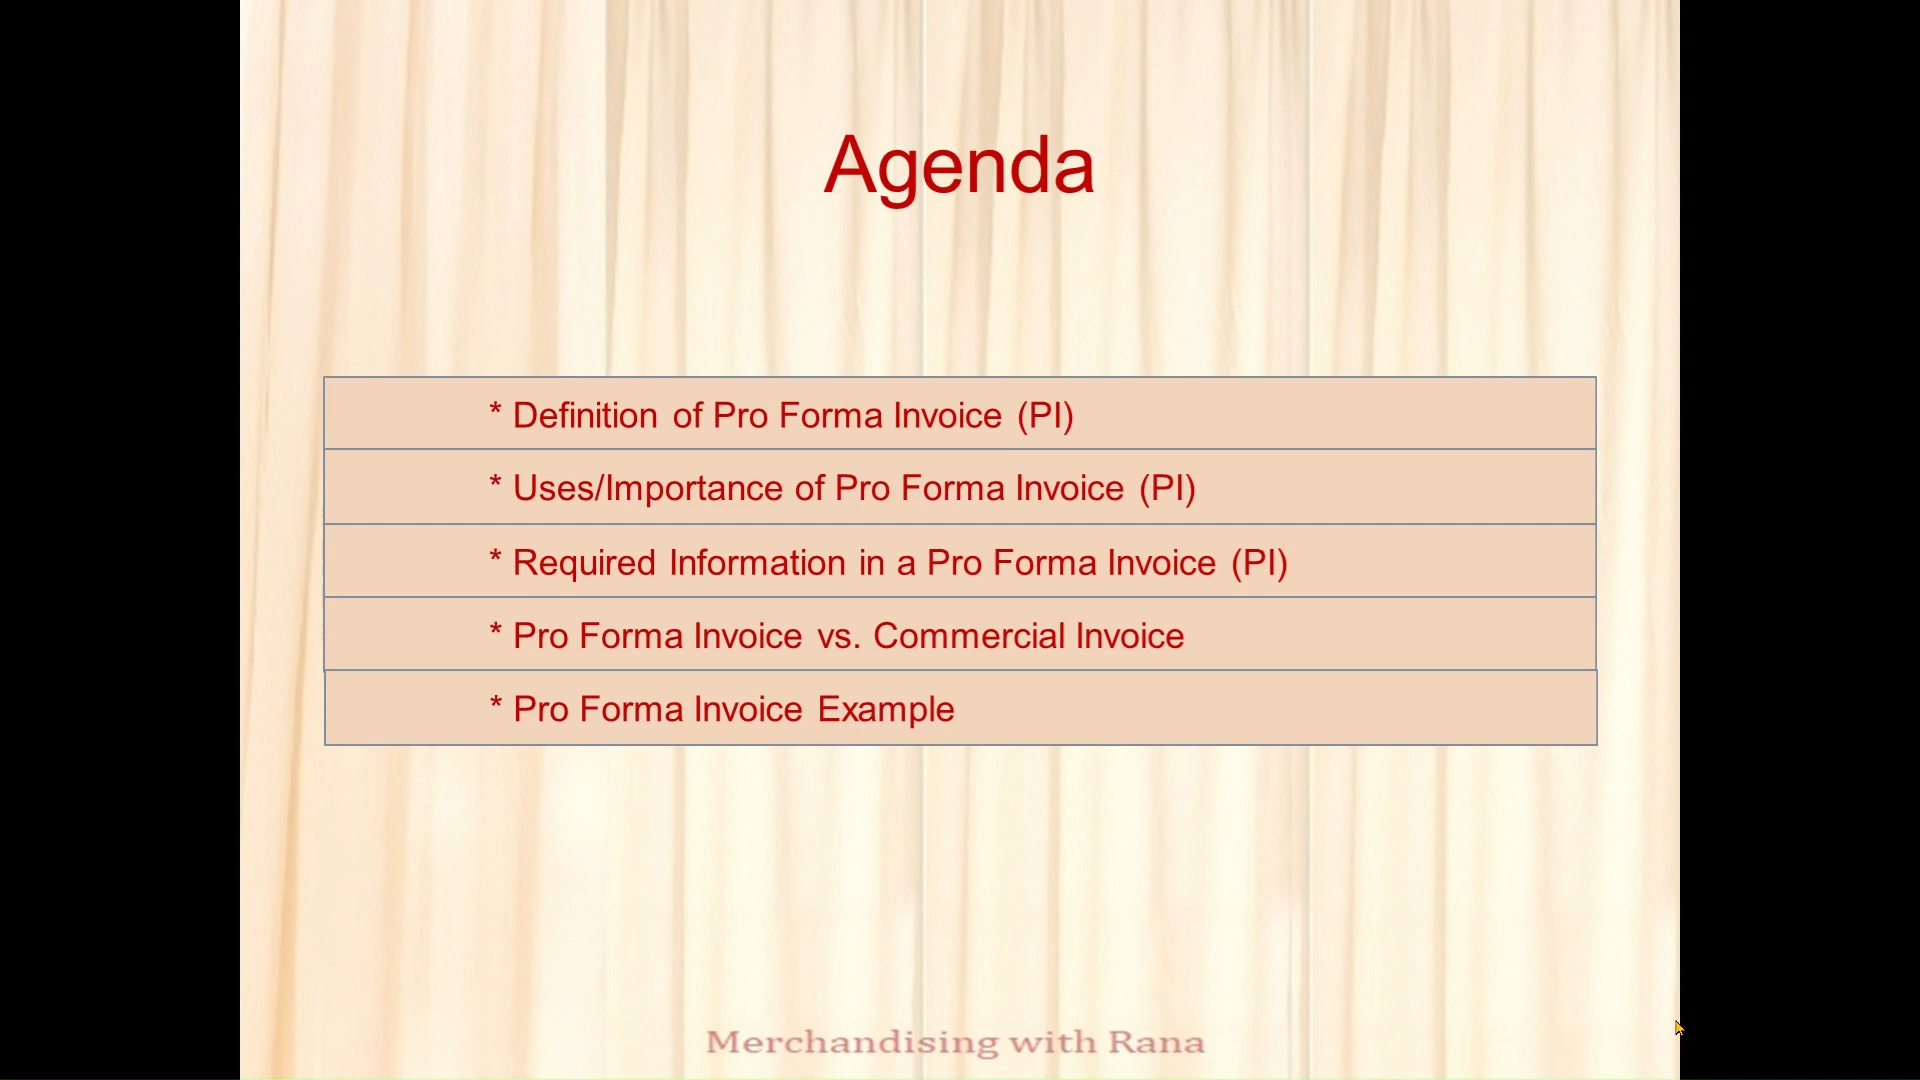 Agenda
* Definition of Pro Forma Invoice (PI)
* Uses/Importance of Pro Forma Invoice (PI)
* Required Information in a Pro Forma Invoice (PI)
* Pro Forma Invoice vs. Commercial Invoice
* Pro Forma Invoice Example
Merchandising with Rana